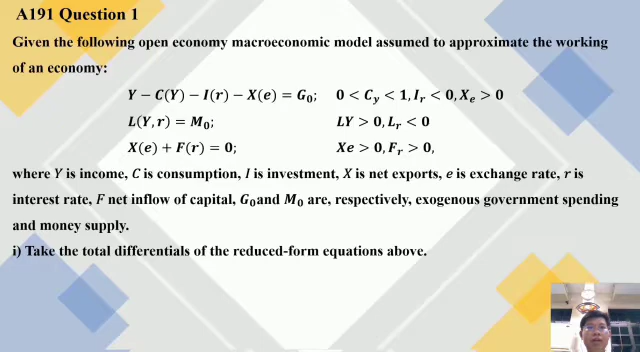 A191 Question 1
Given the following open economy macroeconomic model assumed to approximate the working
of an economy:
Y − C(Y) − I(r) − X(e) = G₀; 0 < Cᵧ < 1, Iᵣ < 0, Xₑ > 0
L(Y, r) = M₀; LY > 0, Lᵣ < 0
X(e) + F(r) = 0; Xe > 0, Fᵣ > 0,
where Y is income, C is consumption, I is investment, X is net exports, e is exchange rate, r is
interest rate, F net inflow of capital, G₀and M₀ are, respectively, exogenous government spending
and money supply.
i) Take the total differentials of the reduced-form equations above.